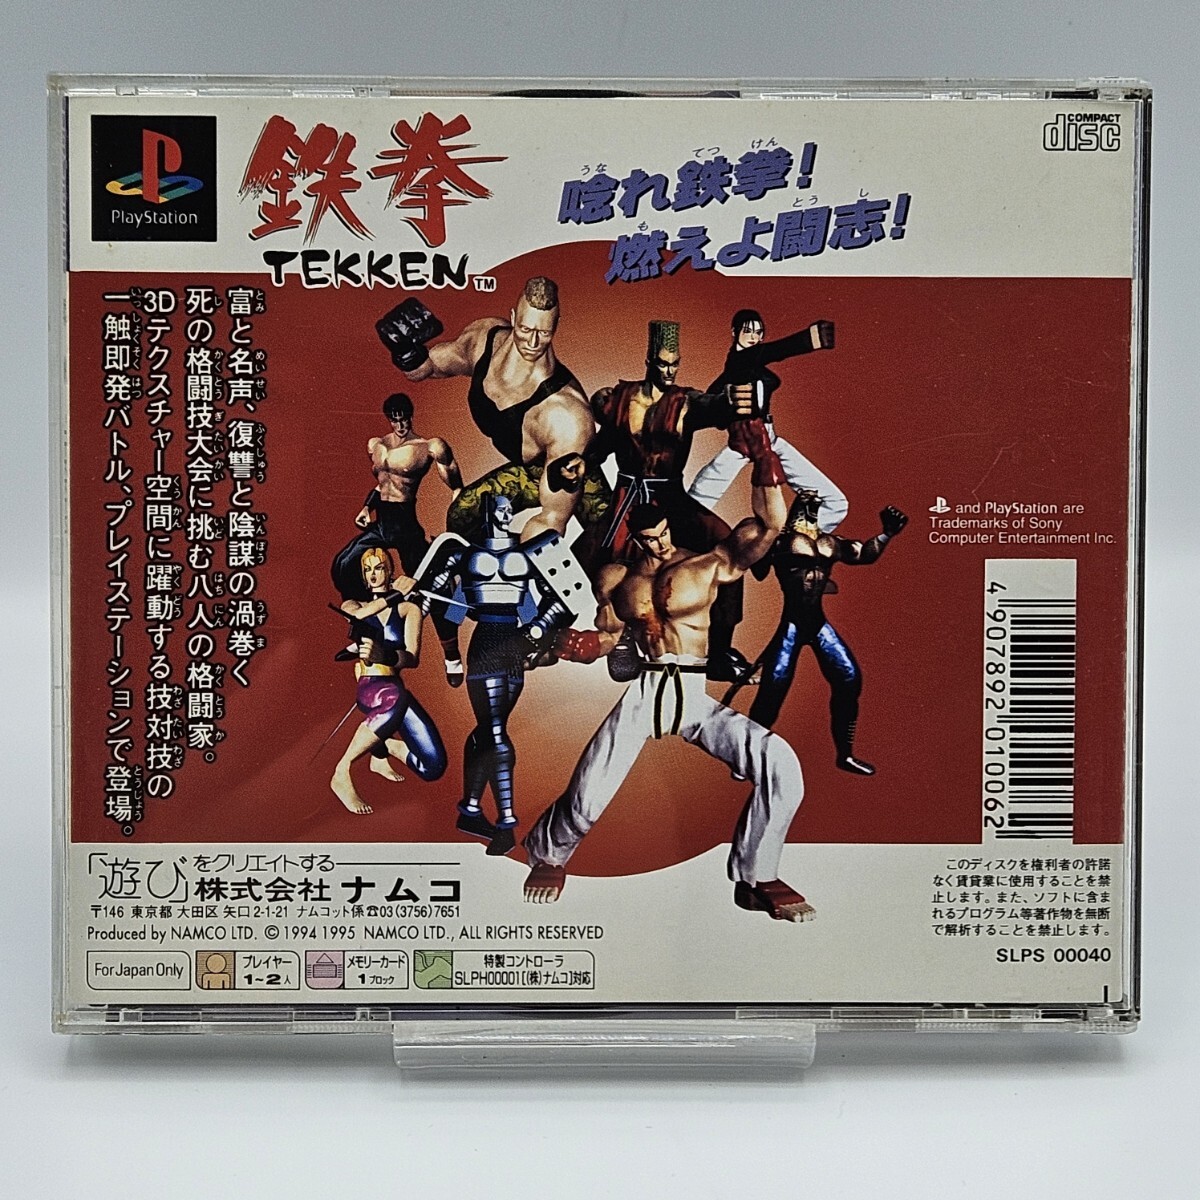 PlayStation
鉄拳
TEKKEN™
唸れ鉄拳!
燃えよ闘志!
COMPACT
disc
富と名声、復讐と陰謀の渦巻く
死の格闘技大会に挑む八人の格闘家。
3Dテクスチャー空間に躍動する技対技の
一触即発バトル、プレイステーションで登場。
and PlayStation are
Trademarks of Sony
Computer Entertainment Inc.
4 907892 010062
「遊び」をクリエイトする
株式会社 ナムコ
〒146 東京都 大田区 矢口2-1-21 ナムコット係☎03(3756)7651
Produced by NAMCO LTD. © 1994 1995 NAMCO LTD., ALL RIGHTS RESERVED
For Japan Only
プレイヤー
1~2人
メモリーカード
1ブロック
特製コントローラ
SLPH00001[(株)ナムコ]対応
このディスクを権利者の許諾
なく賃貸業に使用することを禁
止します。また、ソフトに含ま
れるプログラム等著作物を無断
で解析することを禁止します。
SLPS 00040
I